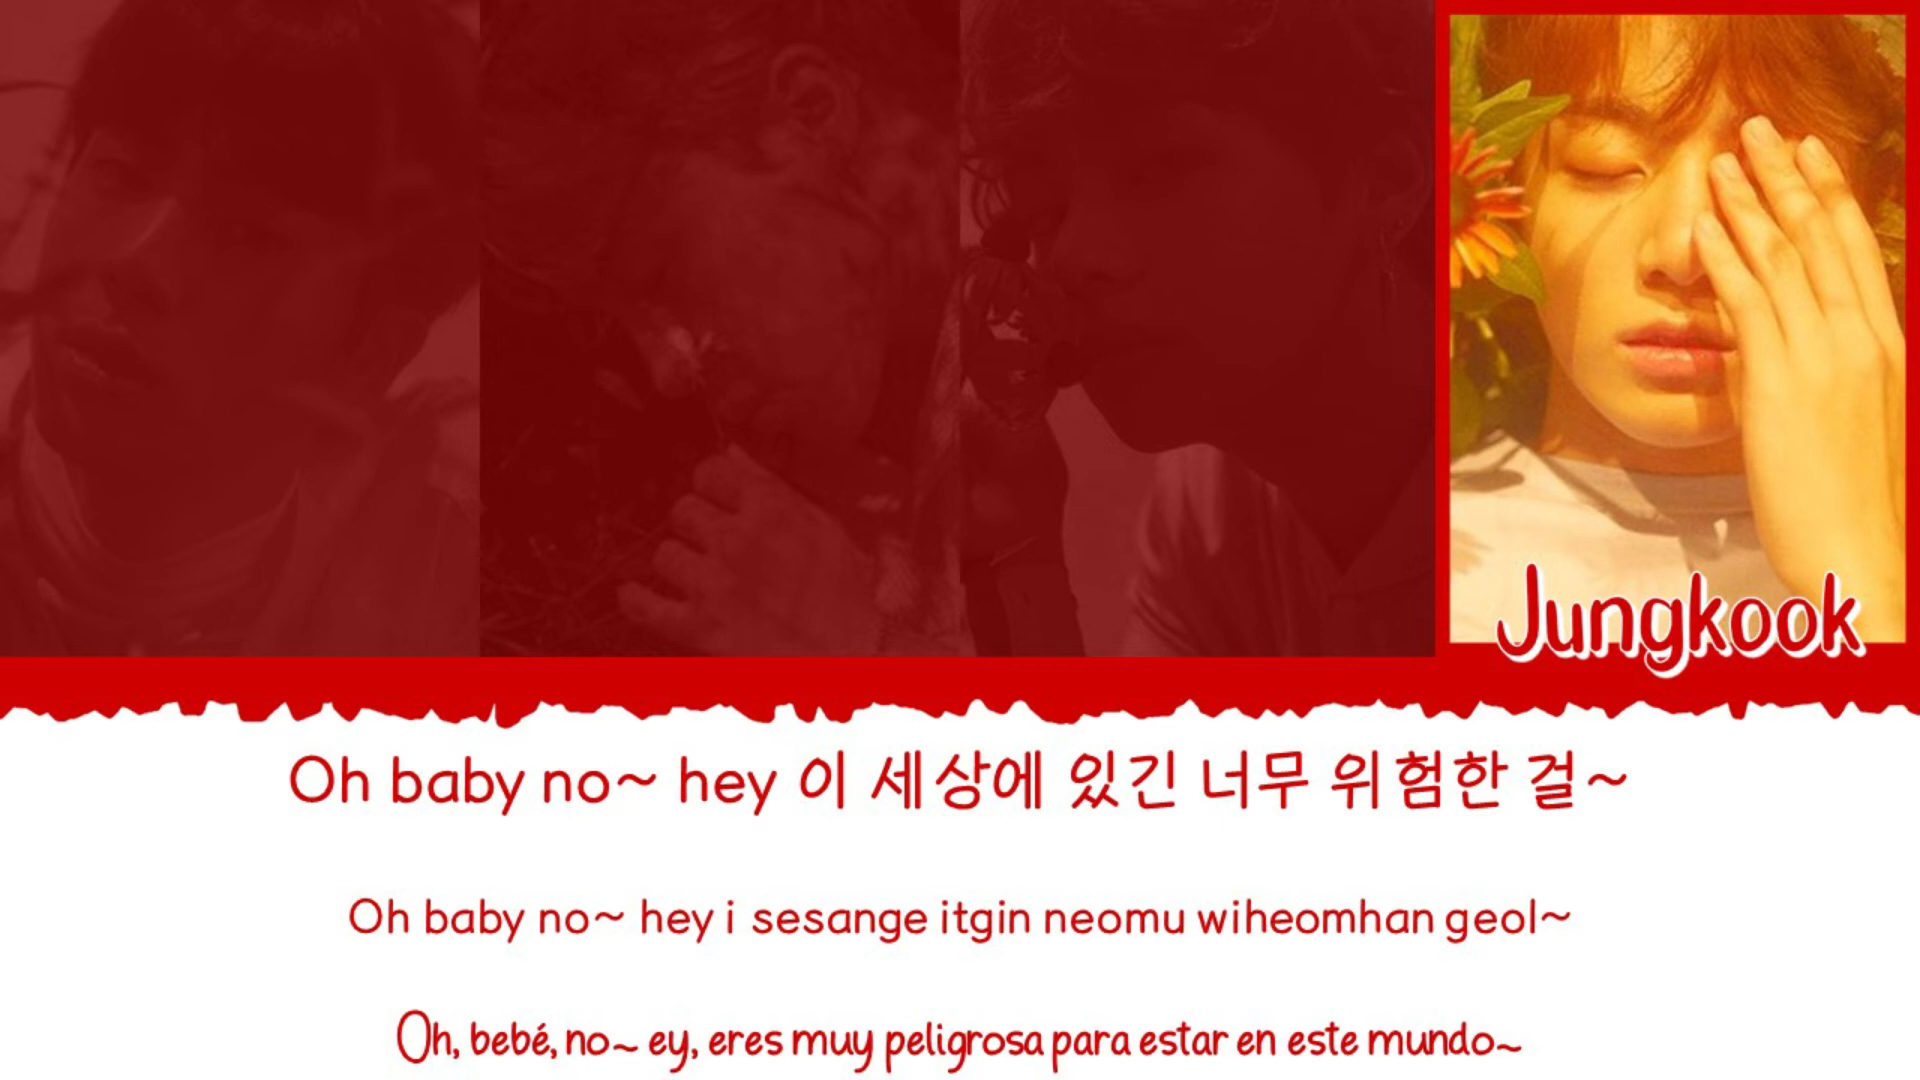 Jungkook
Oh baby no~ hey 이 세상에 있긴 너무 위험한 걸~
Oh baby no~ hey i sesange itgin neomu wiheomhan geol~
Oh, bebé, no~ ey, eres muy peligrosa para estar en este mundo~